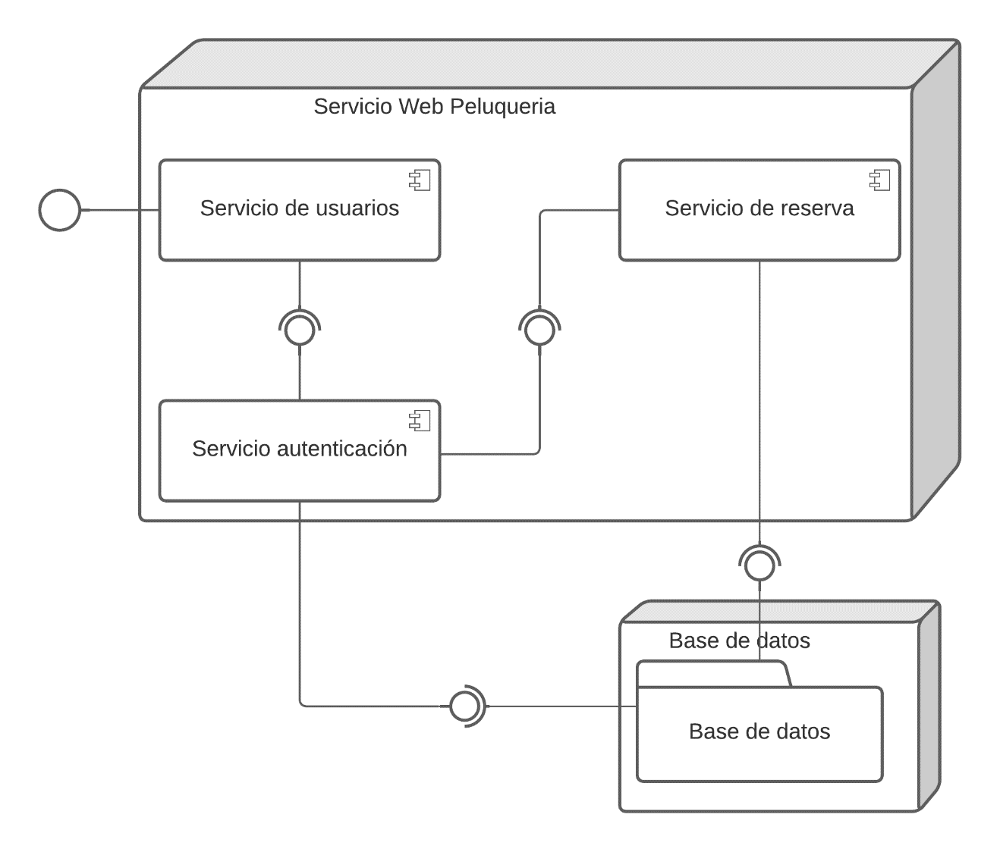 Servicio Web Peluqueria
Servicio de usuarios
Servicio de reserva
Servicio autenticación
Base de datos
Base de datos